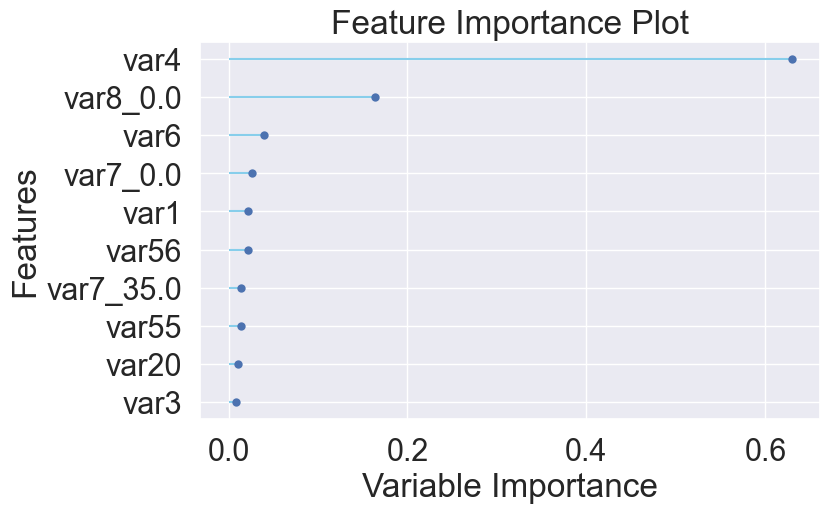 Feature Importance Plot
Features
var4
var8_0.0
var6
var7_0.0
var1
var56
var7_35.0
var55
var20
var3
0.0 0.2 0.4 0.6
Variable Importance